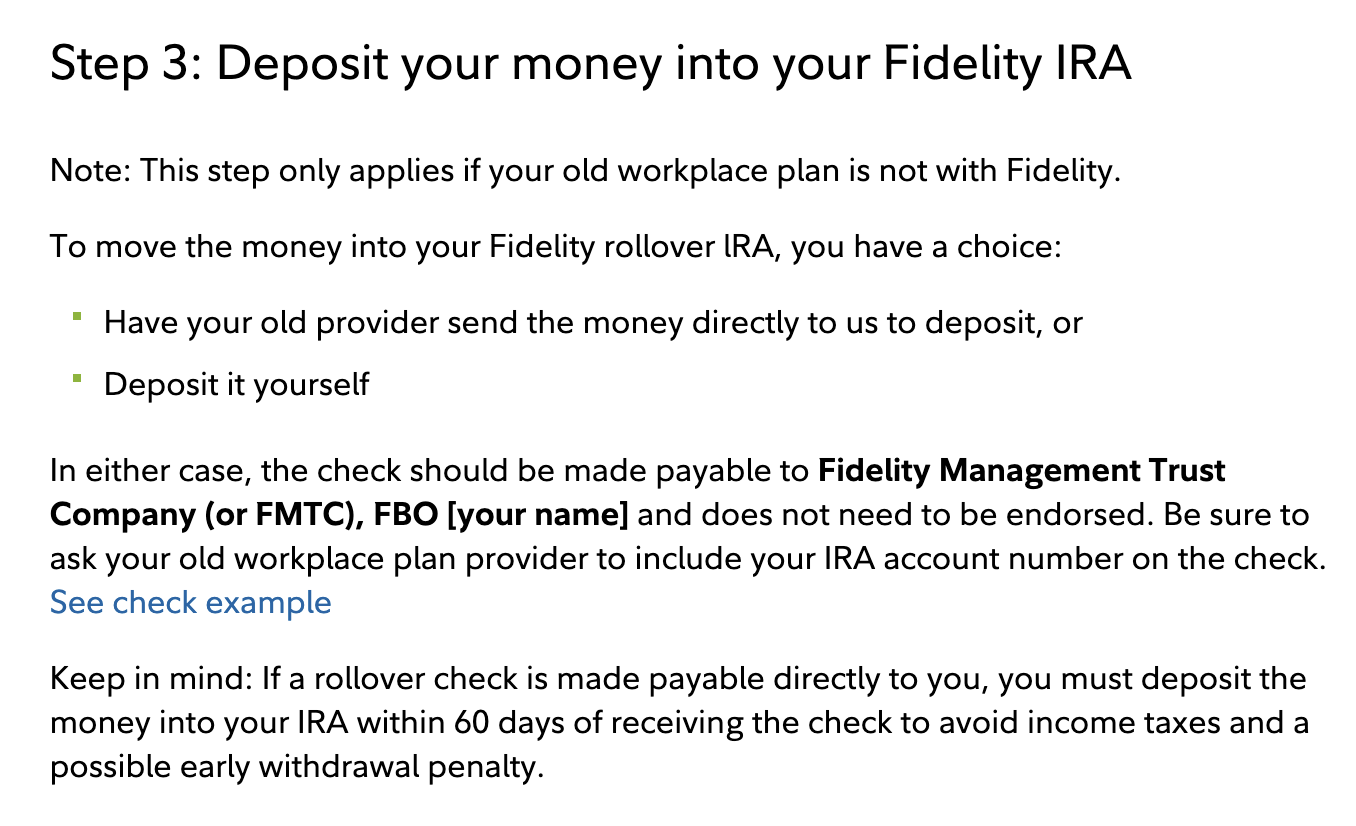 Step 3: Deposit your money into your Fidelity IRA
Note: This step only applies if your old workplace plan is not with Fidelity.
To move the money into your Fidelity rollover lRA, you have a choice:
Have your old provider send the money directly to us to deposit, or
Deposit it yourself
In either case, the check should be made payable to Fidelity Management Trust
Company (or FMTC), FBO [your name] and does not need to be endorsed. Be sure to
ask your old workplace plan provider to include your IRA account number on the check.
See check example
Keep in mind: If a rollover check is made payable directly to you, you must deposit the
money into your IRA within 60 days of receiving the check to avoid income taxes and a
possible early withdrawal penalty.